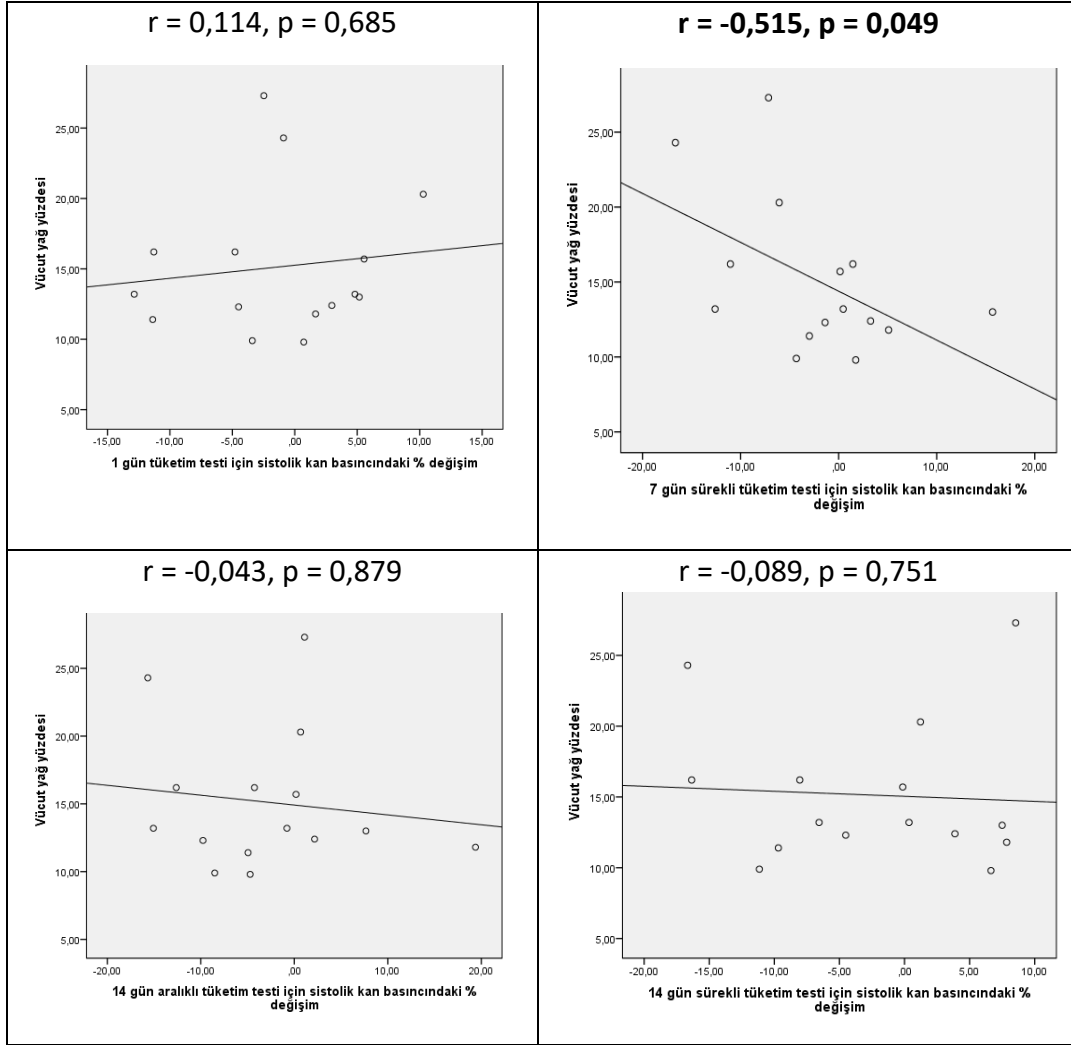 r = 0,114, p = 0,685
Vücut yağ yüzdesi
25,00
20,00
15,00
10,00
5,00
-15,00 -10,00 -5,00 ,00 5,00 10,00 15,00
1 gün tüketim testi için sistolik kan basıncındaki % değişim
r = -0,515, p = 0,049
Vücut yağ yüzdesi
25,00
20,00
15,00
10,00
5,00
-20,00 -10,00 ,00 10,00 20,00
7 gün sürekli tüketim testi için sistolik kan basıncındaki %
değişim
r = -0,043, p = 0,879
Vücut yağ yüzdesi
25,00
20,00
15,00
10,00
5,00
-20,00 -10,00 ,00 10,00 20,00
14 gün aralıklı tüketim testi için sistolik kan basıncındaki %
değişim
r = -0,089, p = 0,751
Vücut yağ yüzdesi
25,00
20,00
15,00
10,00
5,00
-20,00 -15,00 -10,00 -5,00 ,00 5,00 10,00
14 gün sürekli tüketim testi için sistolik kan basıncındaki %
değişim